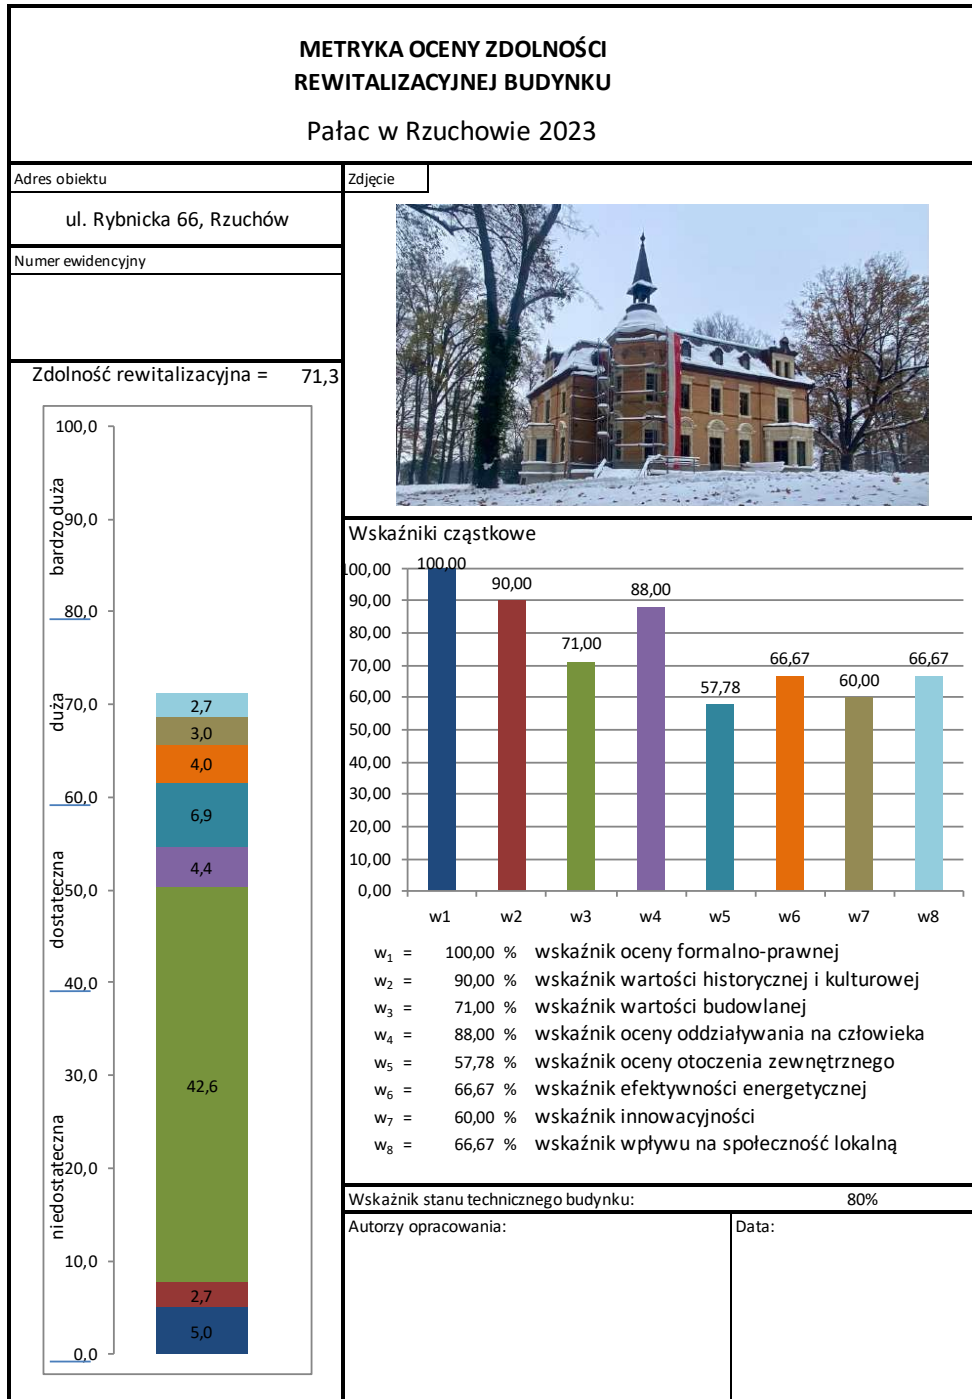 METRYKA OCENY ZDOLNOŚCI
REWITALIZACYJNEJ BUDYNKU
Pałac w Rzuchowie 2023
Adres obiektu
ul. Rybnicka 66, Rzuchów
Numer ewidencyjny
Zdjęcie
Zdolność rewitalizacyjna = 71,3
100,0
90,0
80,0
70,0
60,0
50,0
40,0
30,0
20,0
10,0
0,0
bardzo duża
duża
dostateczna
niedostateczna
2,7
3,0
4,0
6,9
4,4
42,6
2,7
5,0
Wskaźniki cząstkowe
100,00
90,00
80,00
70,00
60,00
50,00
40,00
30,00
20,00
10,00
0,00
100,00
90,00
71,00
88,00
57,78
66,67
60,00
66,67
w1 w2 w3 w4 w5 w6 w7 w8
w₁ = 100,00 % wskaźnik oceny formalno-prawnej
w₂ = 90,00 % wskaźnik wartości historycznej i kulturowej
w₃ = 71,00 % wskaźnik wartości budowlanej
w₄ = 88,00 % wskaźnik oceny oddziaływania na człowieka
w₅ = 57,78 % wskaźnik oceny otoczenia zewnętrznego
w₆ = 66,67 % wskaźnik efektywności energetycznej
w₇ = 60,00 % wskaźnik innowacyjności
w₈ = 66,67 % wskaźnik wpływu na społeczność lokalną
Wskaźnik stanu technicznego budynku: 80%
Autorzy opracowania:
Data: